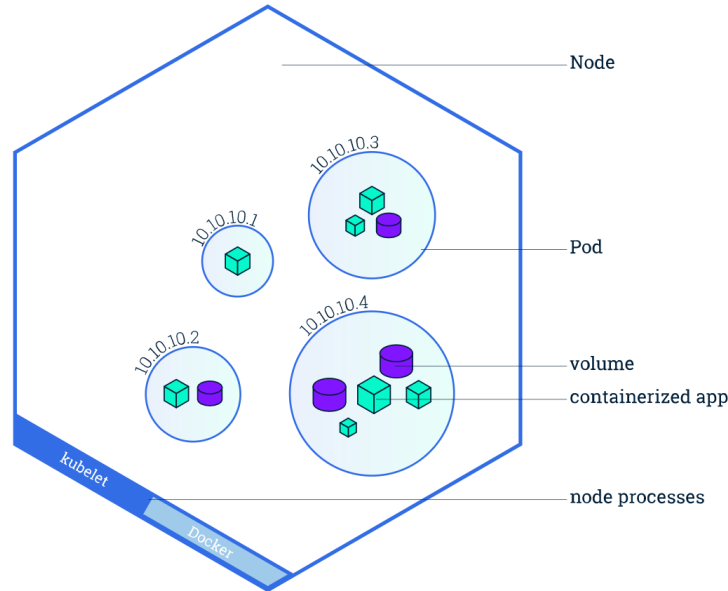 Node
10.10.10.3
10.10.10.1
Pod
10.10.10.4
10.10.10.2
volume
containerized app
kubelet
node processes
Docker